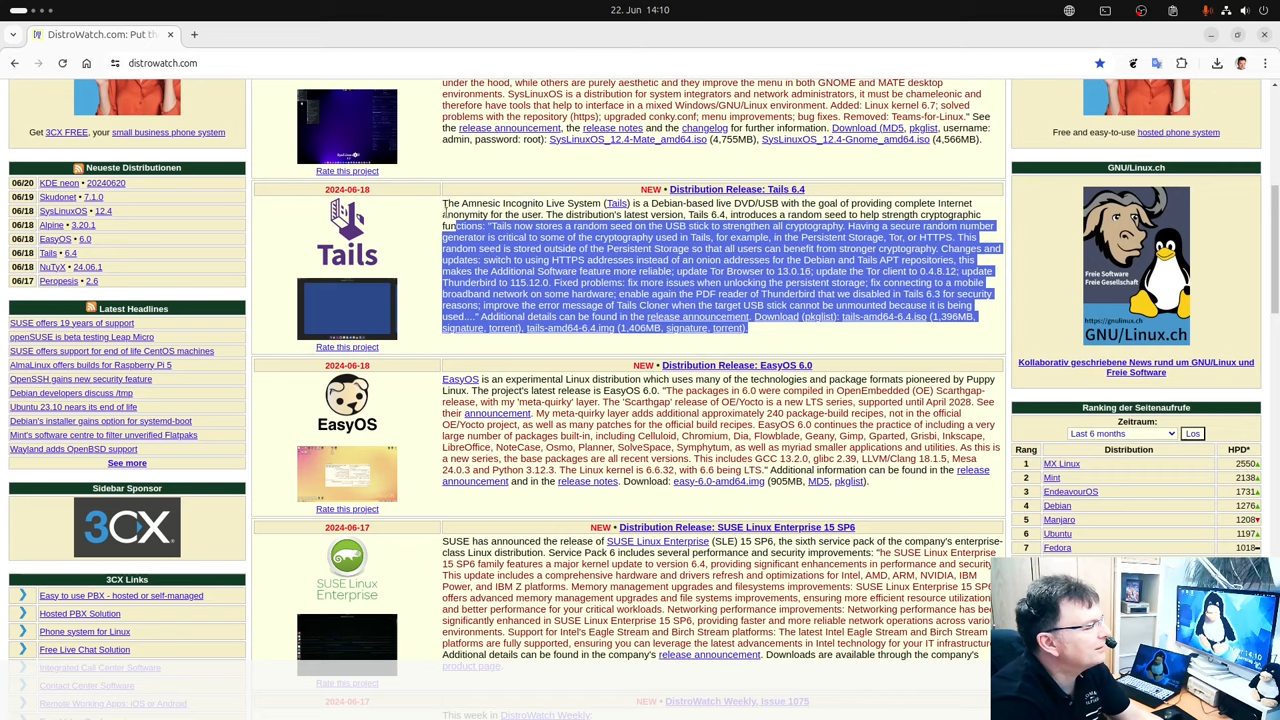 22. Jun 14:10
DistroWatch.com: Put th
distrowatch.com
Get 3CX FREE, your small business phone system
Neueste Distributionen
06/20 KDE neon • 20240620
06/19 Skudonet • 7.1.0
06/18 SysLinuxOS • 12.4
06/18 Alpine • 3.20.1
06/18 EasyOS • 6.0
06/18 Tails • 6.4
06/18 NuTyX • 24.06.1
06/17 Peropesis • 2.6
Latest Headlines
SUSE offers 19 years of support
openSUSE is beta testing Leap Micro
SUSE offers support for end of life CentOS machines
AlmaLinux offers builds for Raspberry Pi 5
OpenSSH gains new security feature
Debian developers discuss /tmp
Ubuntu 23.10 nears its end of life
Debian's installer gains option for systemd-boot
Mint's software centre to filter unverified Flatpaks
Wayland adds OpenBSD support
See more
Sidebar Sponsor
3CX
3CX Links
Easy to use PBX - hosted or self-managed
Hosted PBX Solution
Phone system for Linux
Free Live Chat Solution
Integrated Call Center Software
Contact Center Software
Remote Working Apps: iOS or Android
under the hood, while others are purely aesthetic and they improve the menu in both GNOME and MATE desktop
environments. SysLinuxOS is a distribution for system integrators and network administrators, it must be chameleonic and
therefore have tools that help to interface in a mixed Windows/GNU/Linux environment. Added: Linux kernel 6.7; solved
problems with the repository (https); upgraded conky.conf; menu improvements; bug fixes. Removed: Teams-for-Linux." See
the release announcement, the release notes and the changelog for further information. Download (MD5, pkglist, username:
admin, password: root): SysLinuxOS_12.4-Mate_amd64.iso (4,755MB), SysLinuxOS_12.4-Gnome_amd64.iso (4,566MB).
Rate this project
2024-06-18
NEW • Distribution Release: Tails 6.4
Tails
Rate this project
The Amnesic Incognito Live System (Tails) is a Debian-based live DVD/USB with the goal of providing complete Internet
anonymity for the user. The distribution's latest version, Tails 6.4, introduces a random seed to help strength cryptographic
functions: "Tails now stores a random seed on the USB stick to strengthen all cryptography. Having a secure random number
generator is critical to some of the cryptography used in Tails, for example, in the Persistent Storage, Tor, or HTTPS. This
random seed is stored outside of the Persistent Storage so that all users can benefit from stronger cryptography. Changes and
updates: switch to using HTTPS addresses instead of an onion addresses for the Debian and Tails APT repositories, this
makes the Additional Software feature more reliable; update Tor Browser to 13.0.16; update the Tor client to 0.4.8.12; update
Thunderbird to 115.12.0. Fixed problems: fix more issues when unlocking the persistent storage; fix connecting to a mobile
broadband network on some hardware; enable again the PDF reader of Thunderbird that we disabled in Tails 6.3 for security
reasons; improve the error message of Tails Cloner when the target USB stick cannot be unmounted because it is being
used...." Additional details can be found in the release announcement. Download (pkglist): tails-amd64-6.4.iso (1,396MB,
signature, torrent), tails-amd64-6.4.img (1,406MB, signature, torrent).
2024-06-18
NEW • Distribution Release: EasyOS 6.0
EasyOS
Rate this project
EasyOS is an experimental Linux distribution which uses many of the technologies and package formats pioneered by Puppy
Linux. The project's latest release is EasyOS 6.0. "The packages in 6.0 were compiled in OpenEmbedded (OE) Scarthgap-
release, with my 'meta-quirky' layer. The 'Scarthgap' release of OE/Yocto is a new LTS series, supported until April 2028. See
their announcement. My meta-quirky layer adds additional approximately 240 package-build recipes, not in the official
OE/Yocto project, as well as many patches for the official build recipes. EasyOS 6.0 continues the practice of including a very
large number of packages built-in, including Celluloid, Chromium, Dia, Flowblade, Geany, Gimp, Gparted, Grisbi, Inkscape,
LibreOffice, NoteCase, Osmo, Planner, SolveSpace, Symphytum, as well as myriad smaller applications and utilities. As this is
a new series, the base packages are all recent versions. This includes GCC 13.2.0, glibc 2.39, LLVM/Clang 18.1.5, Mesa
24.0.3 and Python 3.12.3. The Linux kernel is 6.6.32, with 6.6 being LTS." Additional information can be found in the release
announcement and in the release notes. Download: easy-6.0-amd64.img (905MB, MD5, pkglist).
2024-06-17
NEW • Distribution Release: SUSE Linux Enterprise 15 SP6
SUSE
Linux Enterprise
Rate this project
SUSE has announced the release of SUSE Linux Enterprise (SLE) 15 SP6, the sixth service pack of the company's enterprise-
class Linux distribution. Service Pack 6 includes several performance and security improvements: "he SUSE Linux Enterprise
15 SP6 family features a major kernel update to version 6.4, providing significant enhancements in performance and security.
This update includes a comprehensive hardware and drivers refresh and optimizations for Intel, AMD, ARM, NVIDIA, IBM
Power, and IBM Z platforms. Memory management upgrades and filesystems improvements: SUSE Linux Enterprise 15 SP6
offers advanced memory management upgrades and file systems improvements, ensuring more efficient resource utilization
and better performance for your critical workloads. Networking performance improvements: Networking performance has
significantly enhanced in SUSE Linux Enterprise 15 SP6, providing faster and more reliable network operations across
environments. Support for Intel's Eagle Stream and Birch Stream platforms: The latest Intel Eagle Stream and Birch Stream
platforms are fully supported, ensuring you can leverage the latest advancements in Intel technology for your IT
Additional details can be found in the company's release announcement. Downloads are available through the company's
product page.
2024-06-17
NEW • DistroWatch Weekly, Issue 1075
This week in DistroWatch Weekly:
Free and easy-to-use hosted phone system
GNU/Linux.ch
Free Software
Freie Gesellschaft
https://gnulinux.ch
GNU/Linux.ch
Kollaborativ geschriebene News rund um GNU/Linux und
Freie Software
Ranking der Seitenaufrufe
Zeitraum:
Last 6 months Los
Rang Distribution HPD*
1 MX Linux 2550
2 Mint 2138
3 EndeavourOS 1731
4 Debian 1276
5 Manjaro 1208
6 Ubuntu 1197
7 Fedora 1018